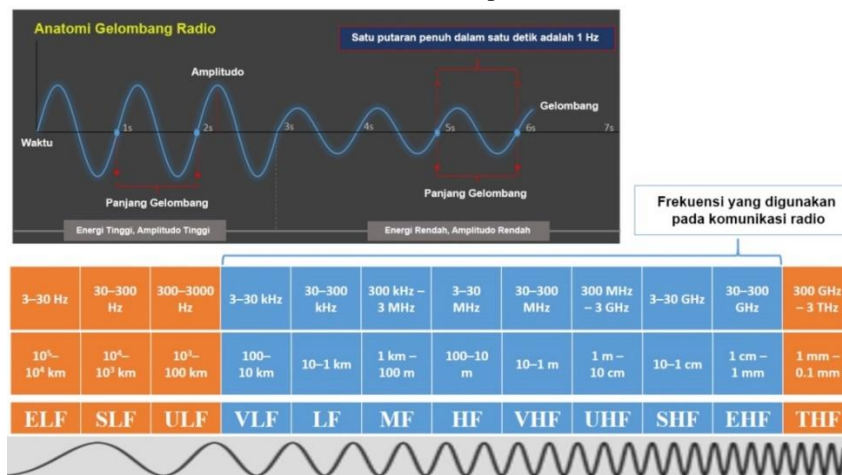 Anatomi Gelombang Radio
Satu putaran penuh dalam satu detik adalah 1 Hz
Amplitudo
Gelombang
1s
2s
3s
4s
5s
6s
7s
Waktu
Panjang Gelombang
Panjang Gelombang
Energi Tinggi, Amplitudo Tinggi
Energi Rendah, Amplitudo Rendah
Frekuensi yang digunakan
pada komunikasi radio
3–30 Hz
30–300
Hz
300–3000
Hz
3–30 kHz
30–300
kHz
300 kHz –
3 MHz
3–30
MHz
30–300
MHz
300 MHz
– 3 GHz
3–30 GHz
30–300
GHz
300 GHz
– 3 THz
10⁵–
10⁴ km
10⁴–
10³ km
10³–
100 km
100–
10 km
10–1 km
1 km –
100 m
100–10
m
10–1 m
1 m –
10 cm
10–1 cm
1 cm –
1 mm
1 mm –
0.1 mm
ELF
SLF
ULF
VLF
LF
MF
HF
VHF
UHF
SHF
EHF
THF